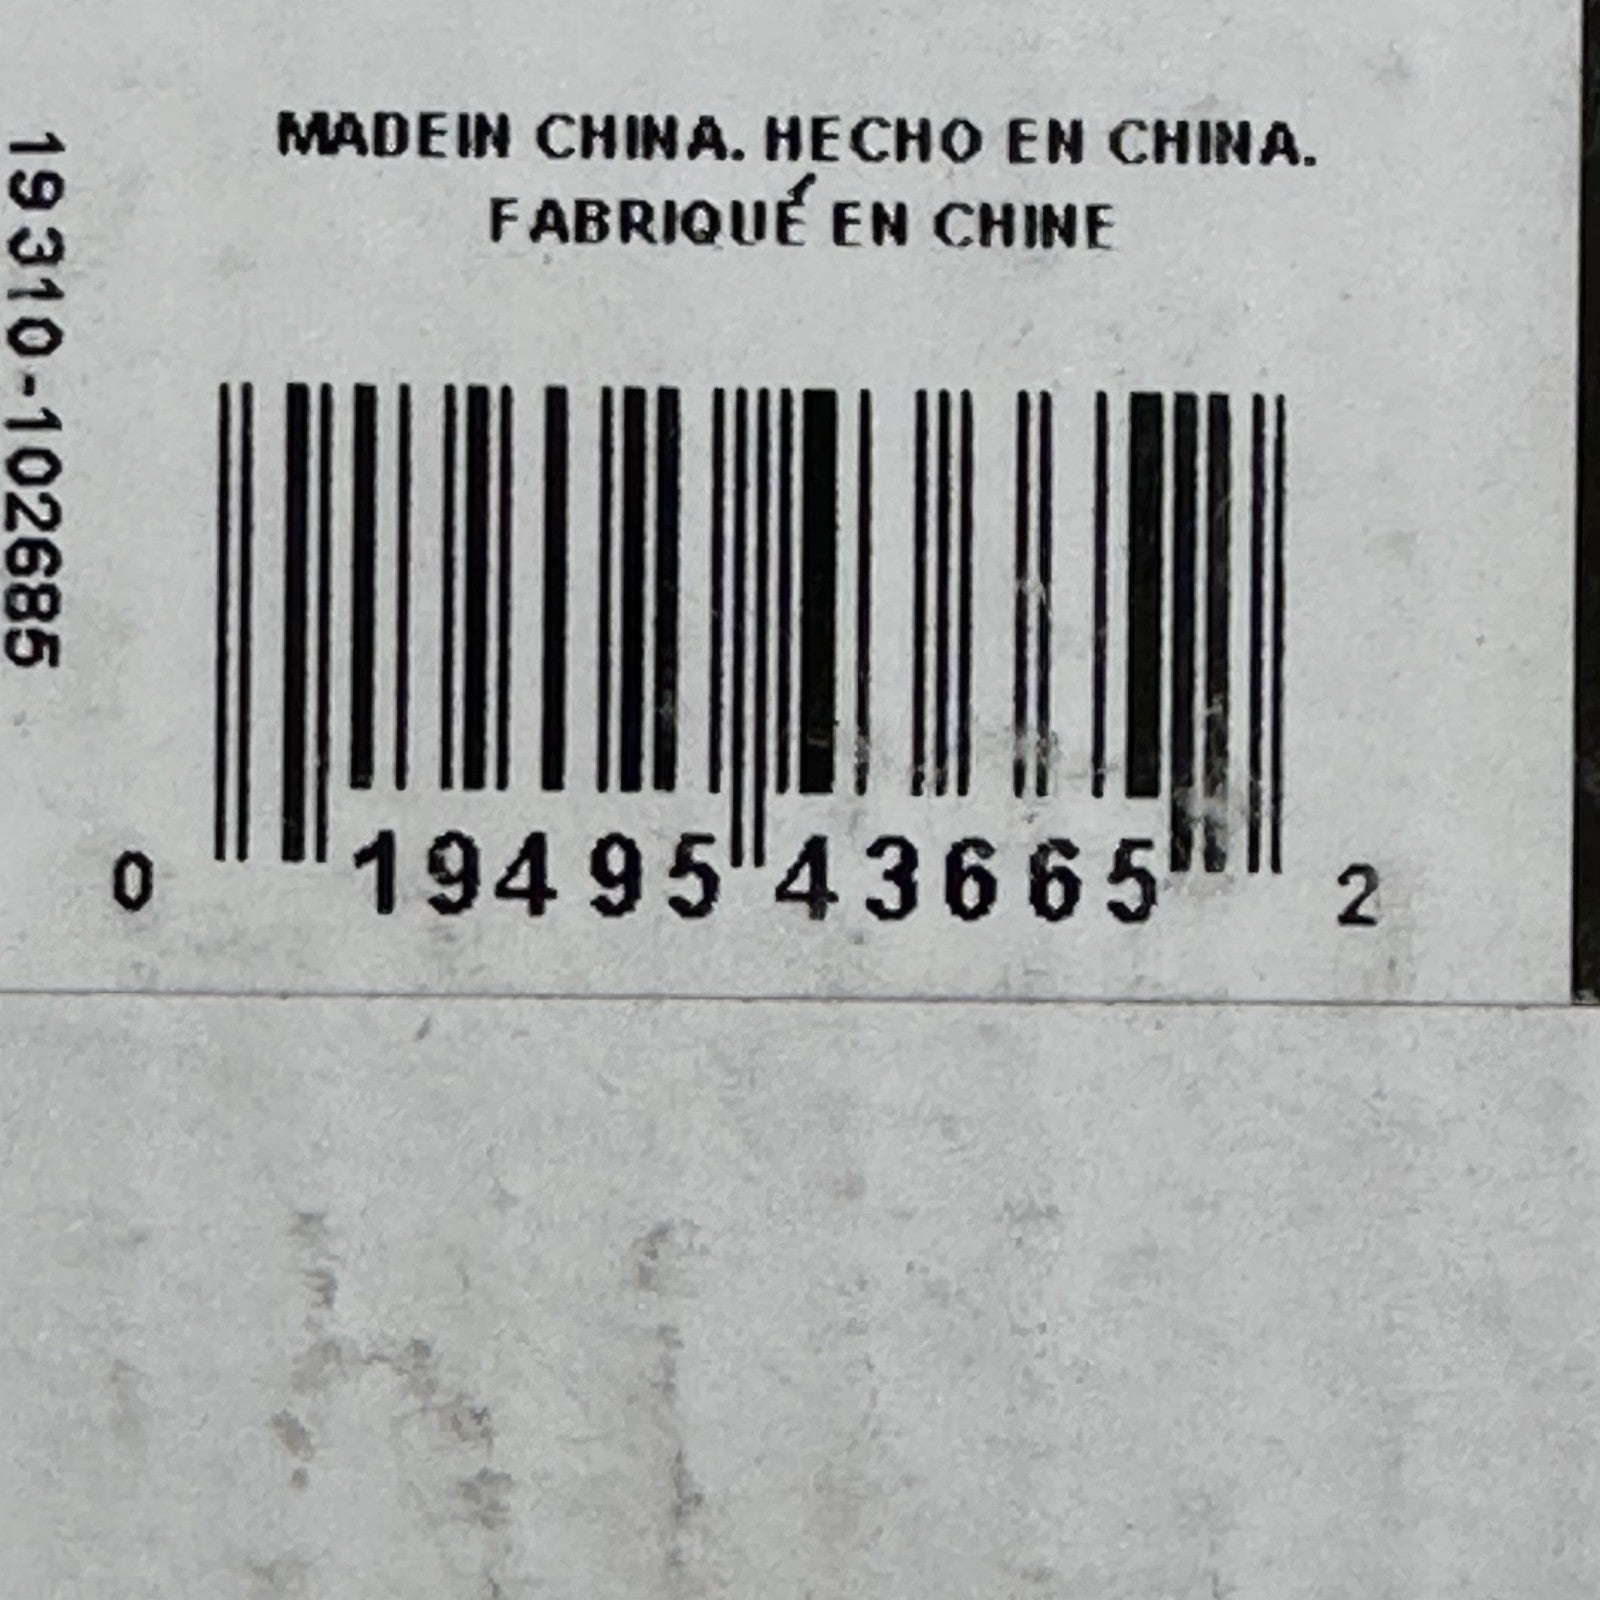 MADEIN CHINA. HECHO EN CHINA.
FABRIQUÉ EN CHINE
19310-102685
0 19495 43665 2